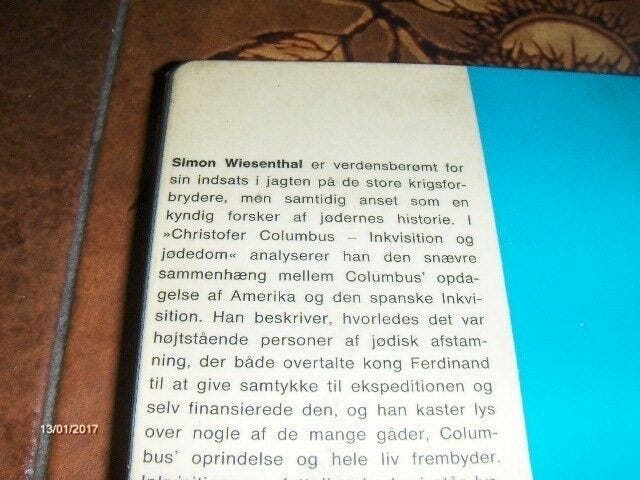 Simon Wiesenthal er verdensberømt for
sin indsats i jagten på de store krigsfor-
brydere, men samtidig anset som en
kyndig forsker af jødernes historie. I
»Christofer Columbus – Inkvisition og
jødedom« analyserer han den snævre
sammenhæng mellem Columbus' opda-
gelse af Amerika og den spanske Inkvi-
sition. Han beskriver, hvorledes det var
højtstående personer af jødisk afstam-
ning, der både overtalte kong Ferdinand
til at give samtykke til ekspeditionen og
selv finansierede den, og han kaster lys
over nogle af de mange gåder, Colum-
bus' oprindelse og hele liv frembyder.
13/01/2017